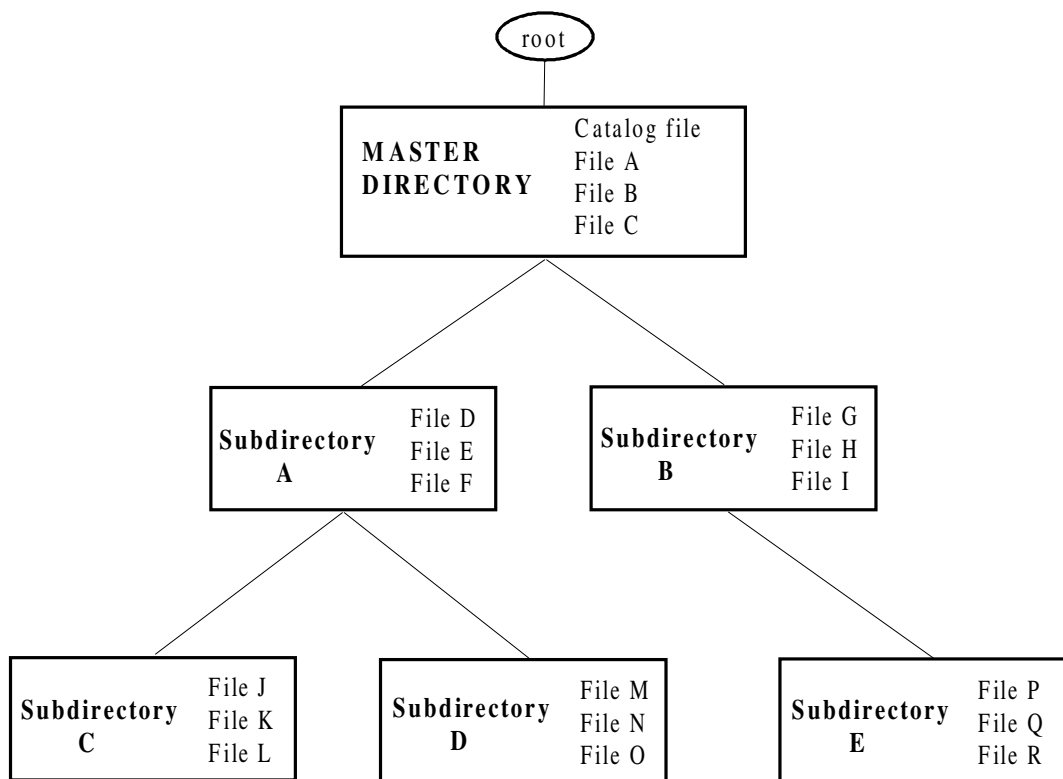 root
MASTER
DIRECTORY
Catalog file
File A
File B
File C
Subdirectory
A
File D
File E
File F
Subdirectory
B
File G
File H
File I
Subdirectory
C
File J
File K
File L
Subdirectory
D
File M
File N
File O
Subdirectory
E
File P
File Q
File R